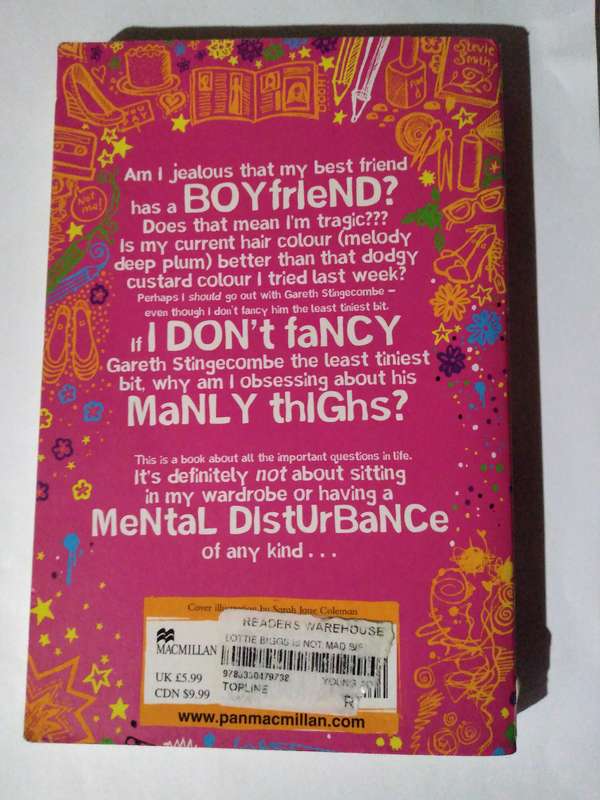 Stevie
Smith
Not
me!
Am I jealous that my best friend
has a BOYfrIeND?
Does that mean I'm tragic???
Is my current hair colour (melody
deep plum) better than that dodgy
custard colour I tried last week?
Perhaps I should go out with Gareth Stingecombe –
even though I don't fancy him the least tiniest bit.
If I DON't faNCY
Gareth Stingecombe the least tiniest
bit, why am I obsessing about his
MaNLY thIGhs?
This is a book about all the important questions in life.
It's definitely not about sitting
in my wardrobe or having a
MeNtaL DIstUrBaNCe
of any kind . . .
Cover illustration by Sarah Jane Coleman
MACMILLAN
UK £5.99
CDN $9.99
READERS WAREHOUSE
LOTTIE BIGGS IS NOT MAD
9780330479738
YOUNG
TOPLINE
R
www.panmacmillan.com